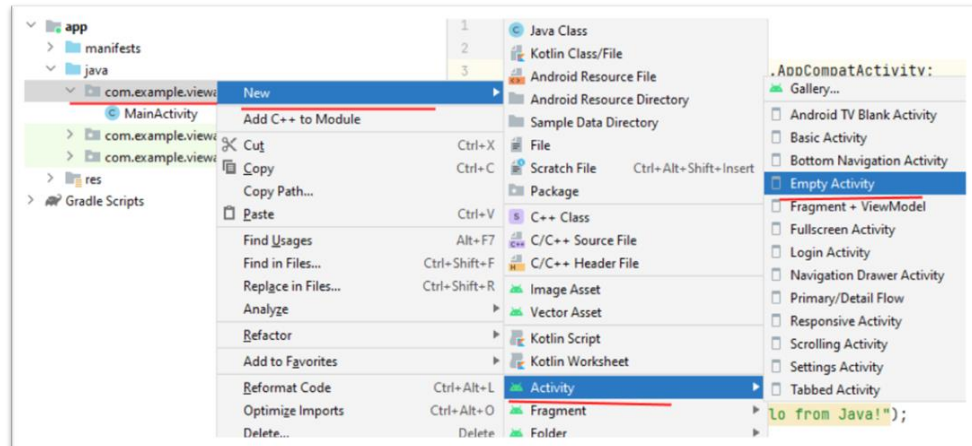 app
manifests
java
com.example.viewa
MainActivity
com.example.viewa
com.example.viewa
res
Gradle Scripts
1
2
3
.AppCompatActivity;
lo from Java!");
New
Add C++ to Module
Cut Ctrl+X
Copy Ctrl+C
Copy Path...
Paste Ctrl+V
Find Usages Alt+F7
Find in Files... Ctrl+Shift+F
Replace in Files... Ctrl+Shift+R
Analyze
Refactor
Add to Favorites
Reformat Code Ctrl+Alt+L
Optimize Imports Ctrl+Alt+O
Delete... Delete
Java Class
Kotlin Class/File
Android Resource File
Android Resource Directory
Sample Data Directory
File
Scratch File Ctrl+Alt+Shift+Insert
Package
C++ Class
C/C++ Source File
C/C++ Header File
Image Asset
Vector Asset
Kotlin Script
Kotlin Worksheet
Activity
Fragment
Folder
Gallery...
Android TV Blank Activity
Basic Activity
Bottom Navigation Activity
Empty Activity
Fragment + ViewModel
Fullscreen Activity
Login Activity
Navigation Drawer Activity
Primary/Detail Flow
Responsive Activity
Scrolling Activity
Settings Activity
Tabbed Activity